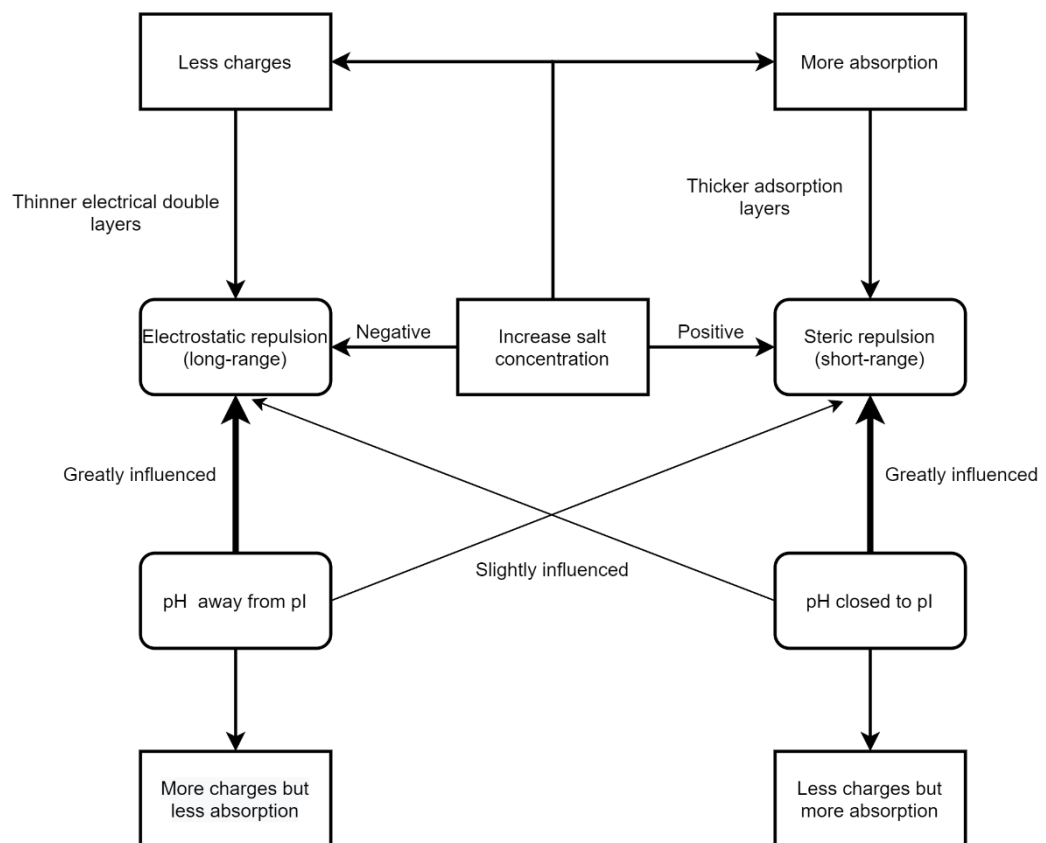 Less charges
More absorption
Thinner electrical double
layers
Thicker adsorption
layers
Electrostatic repulsion
(long-range)
Negative
Increase salt
concentration
Positive
Steric repulsion
(short-range)
Greatly influenced
Greatly influenced
Slightly influenced
pH away from pI
pH closed to pI
More charges but
less absorption
Less charges but
more absorption